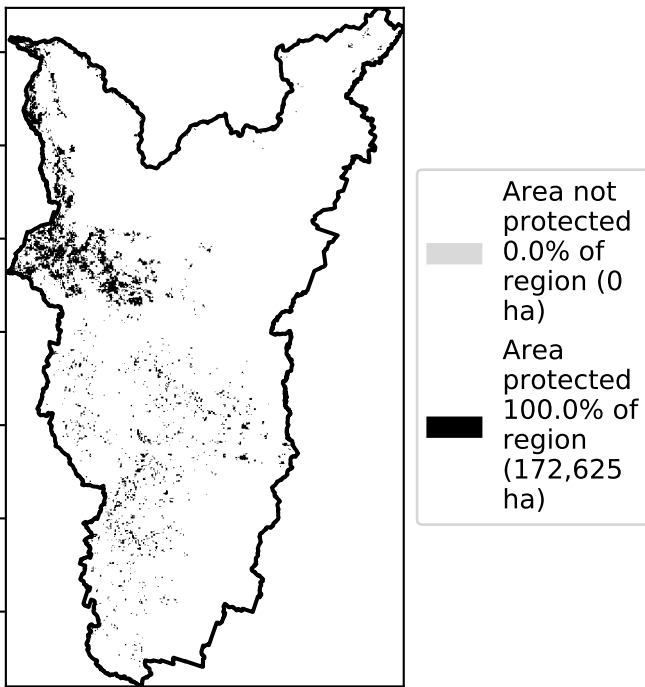 Area not
protected
0.0% of
region (0
ha)
Area
protected
100.0% of
region
(172,625
ha)